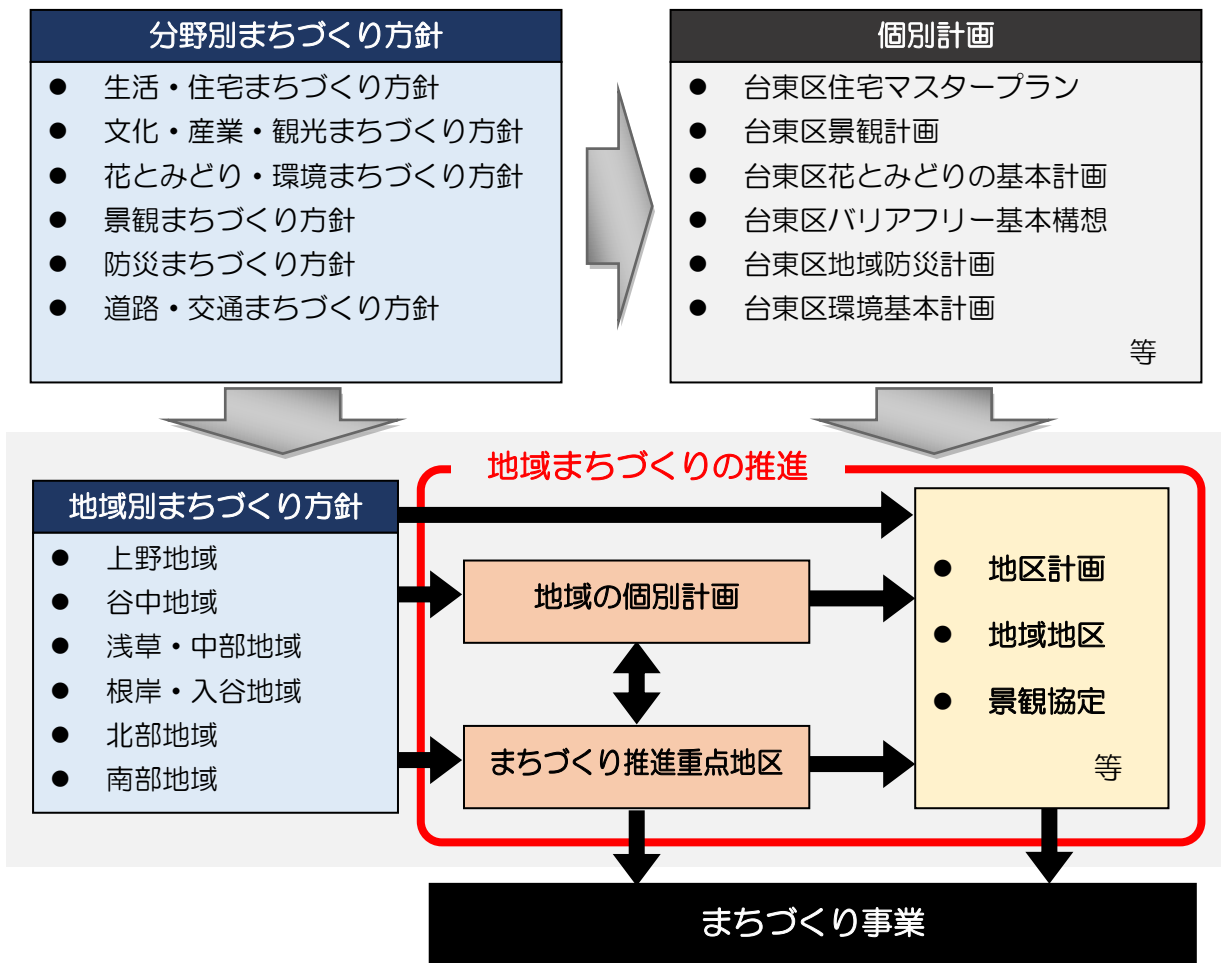 分野別まちづくり方針
● 生活・住宅まちづくり方針
● 文化・産業・観光まちづくり方針
● 花とみどり・環境まちづくり方針
● 景観まちづくり方針
● 防災まちづくり方針
● 道路・交通まちづくり方針
個別計画
● 台東区住宅マスタープラン
● 台東区景観計画
● 台東区花とみどりの基本計画
● 台東区バリアフリー基本構想
● 台東区地域防災計画
● 台東区環境基本計画
等
地域まちづくりの推進
地域別まちづくり方針
● 上野地域
● 谷中地域
● 浅草・中部地域
● 根岸・入谷地域
● 北部地域
● 南部地域
地域の個別計画
まちづくり推進重点地区
● 地区計画
● 地域地区
● 景観協定
等
まちづくり事業